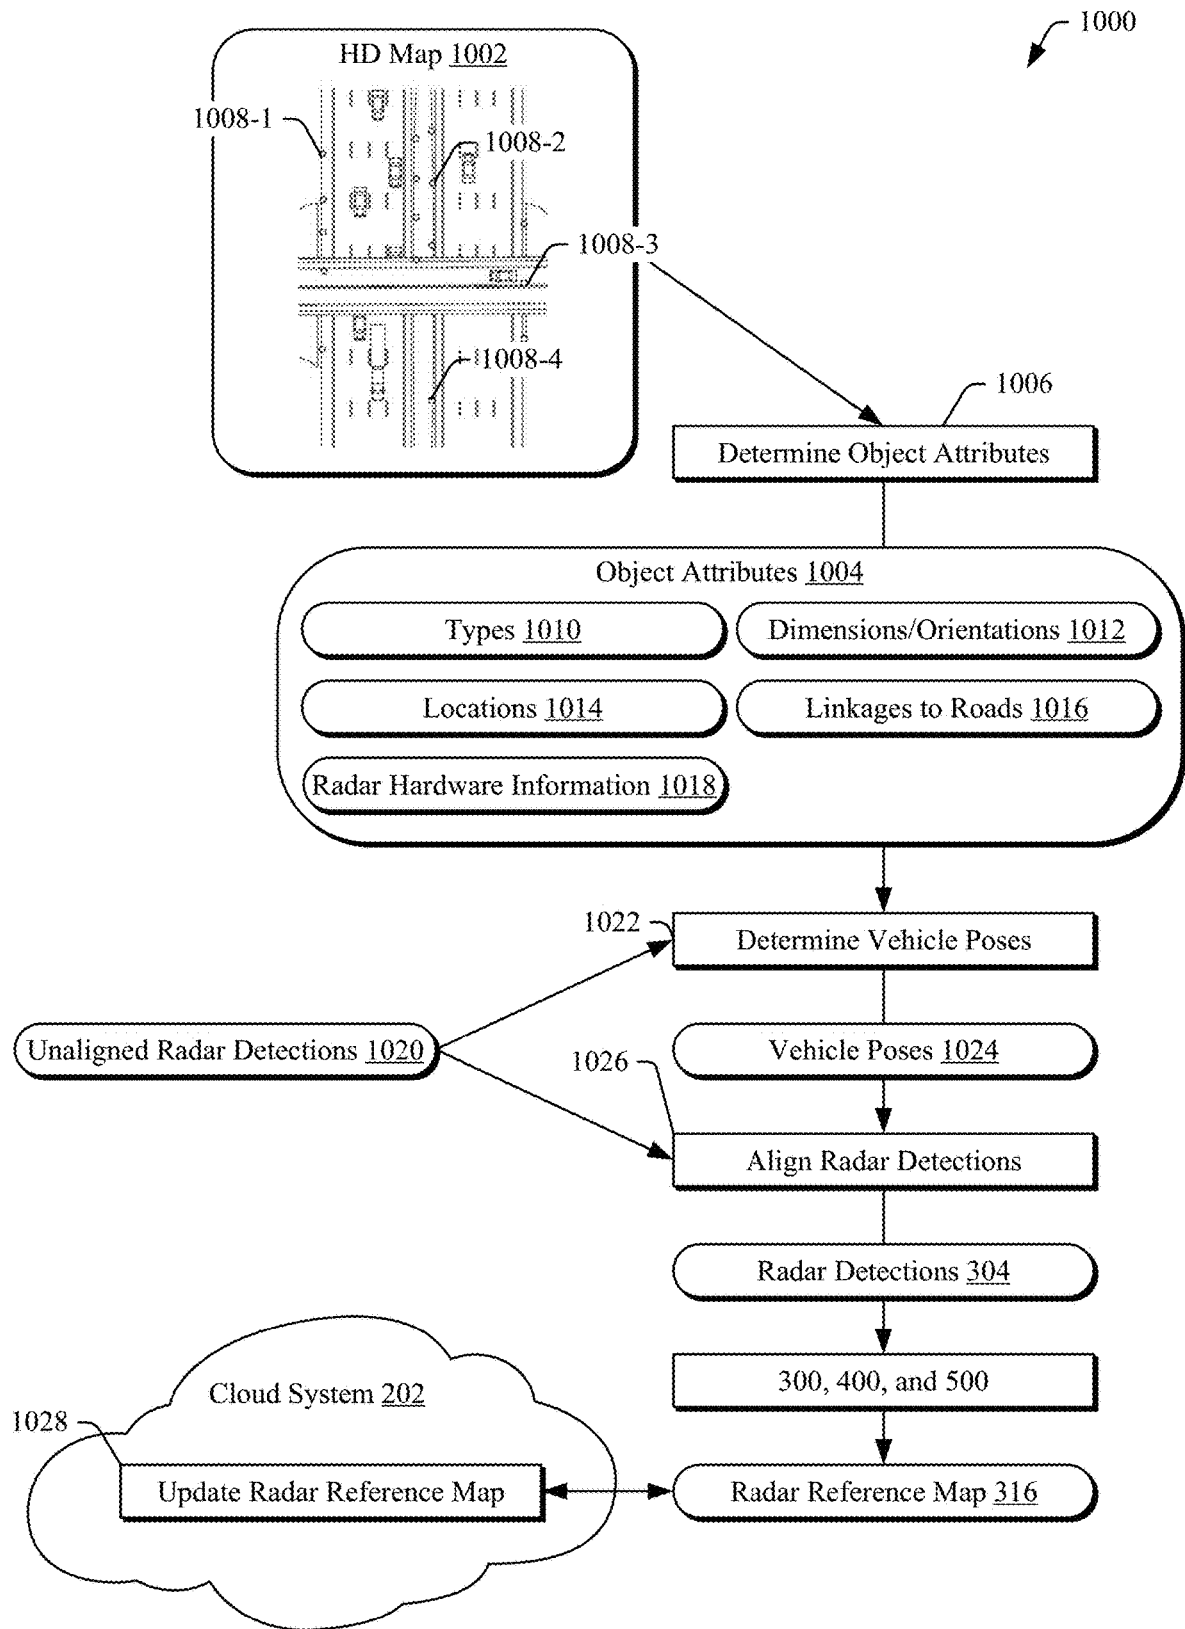 1000
HD Map 1002
1008-1
1008-2
1008-3
1008-4
1006
Determine Object Attributes
Object Attributes 1004
Types 1010
Dimensions/Orientations 1012
Locations 1014
Linkages to Roads 1016
Radar Hardware Information 1018
1022
Determine Vehicle Poses
Unaligned Radar Detections 1020
Vehicle Poses 1024
1026
Align Radar Detections
Radar Detections 304
300, 400, and 500
Cloud System 202
1028
Update Radar Reference Map
Radar Reference Map 316